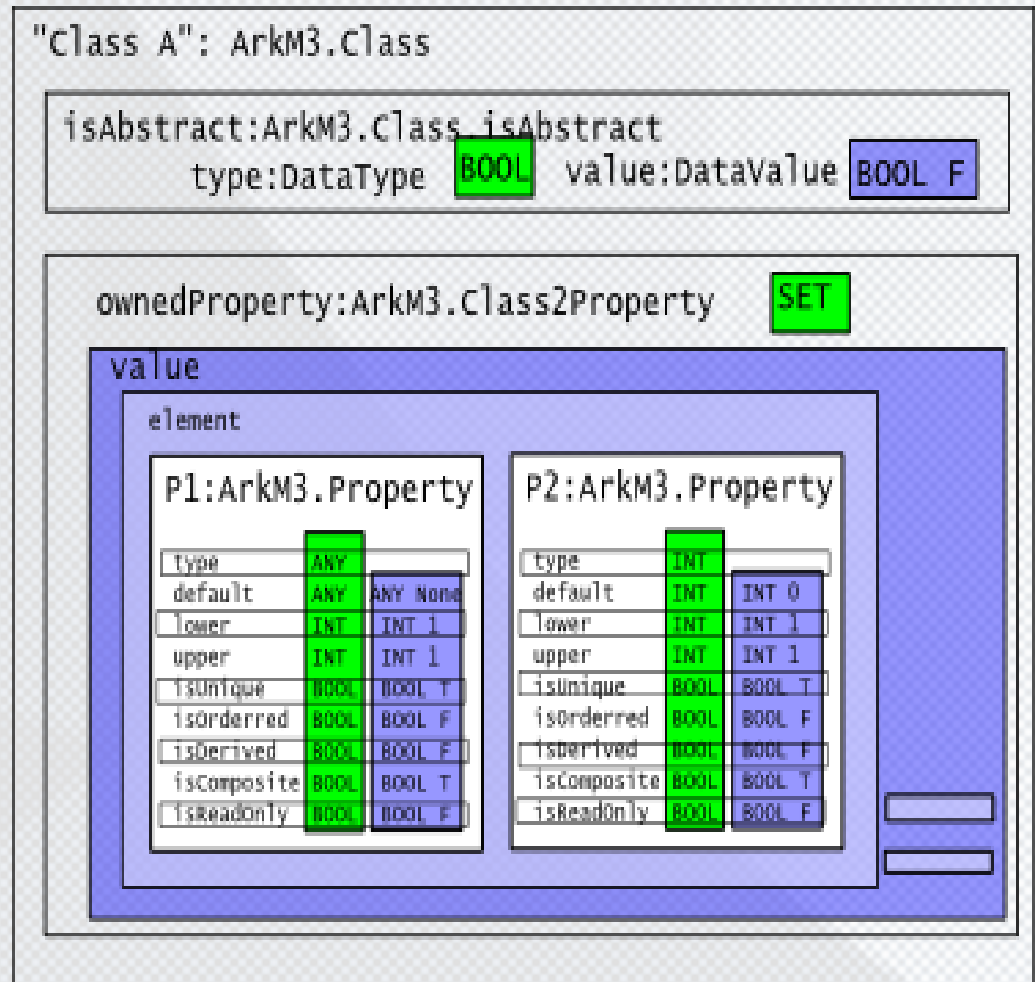 "Class A": ArkM3.Class
isAbstract:ArkM3.Class.isAbstract
type:DataType BOOL value:DataValue BOOL F
ownedProperty:ArkM3.Class2Property SET
value
element
P1:ArkM3.Property
type ANY
default ANY ANY None
lower INT INT 1
upper INT INT 1
isUnique BOOL BOOL T
isOrderred BOOL BOOL F
isDerived BOOL BOOL F
isComposite BOOL BOOL T
isReadOnly BOOL BOOL F
P2:ArkM3.Property
type INT
default INT INT 0
lower INT INT 1
upper INT INT 1
isUnique BOOL BOOL T
isOrderred BOOL BOOL F
isDerived BOOL BOOL F
isComposite BOOL BOOL T
isReadOnly BOOL BOOL F